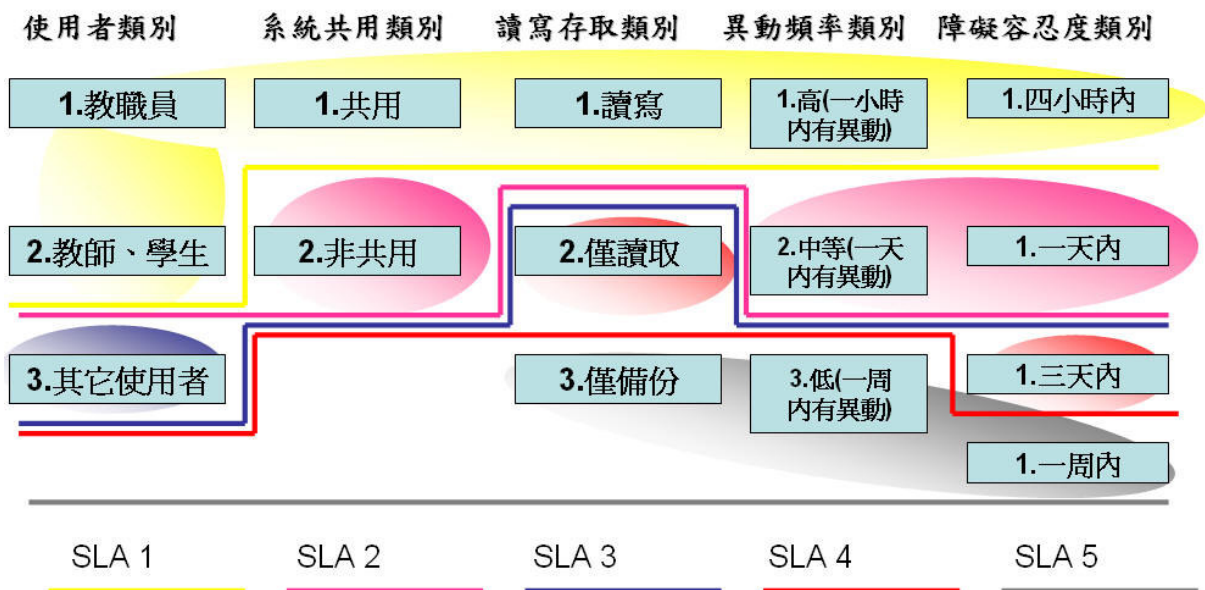 使用者類別 系統共用類別 讀寫存取類別 異動頻率類別 障礙容忍度類別
1.教職員
1.共用
1.讀寫
1.高(一小時
內有異動)
1.四小時內
2.教師、學生
2.非共用
2.僅讀取
2.中等(一天
內有異動)
1.一天內
3.其它使用者
3.僅備份
3.低(一周
內有異動)
1.三天內
1.一周內
SLA 1 SLA 2 SLA 3 SLA 4 SLA 5